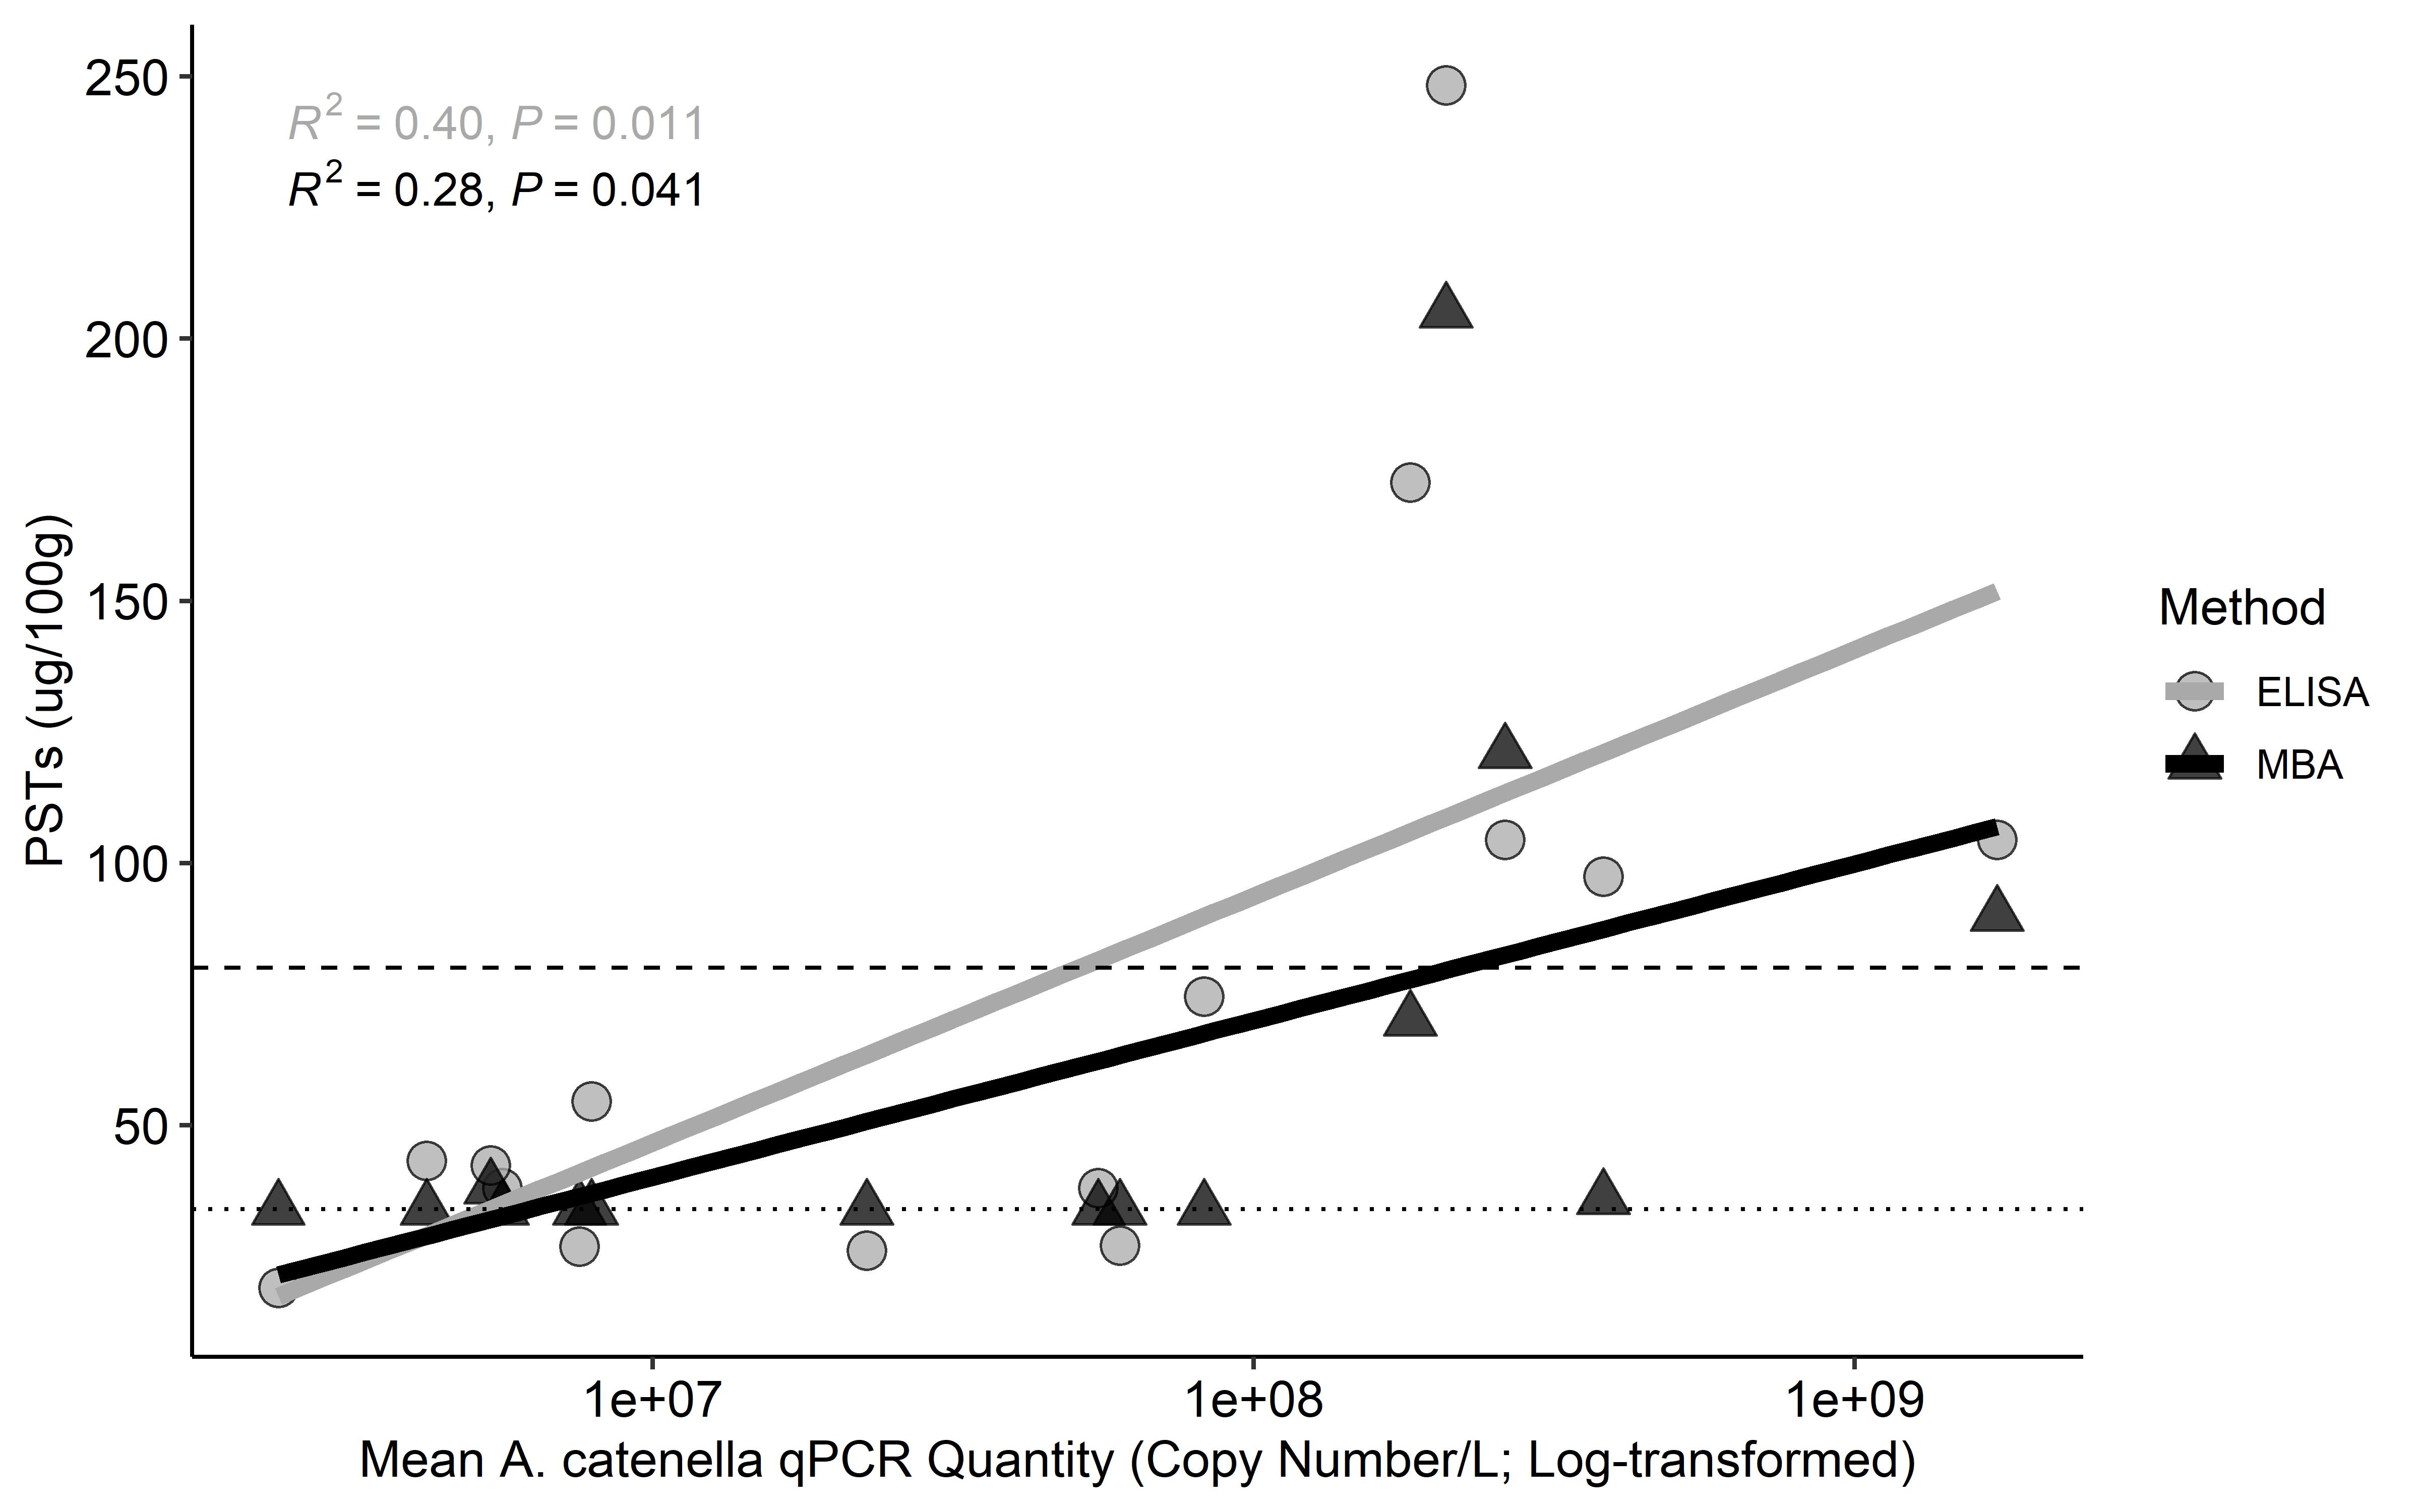 250
200
150
100
50
PSTs (ug/100g)
R² = 0.40, P = 0.011
R² = 0.28, P = 0.041
1e+07
1e+08
1e+09
Mean A. catenella qPCR Quantity (Copy Number/L; Log-transformed)
Method
ELISA
MBA